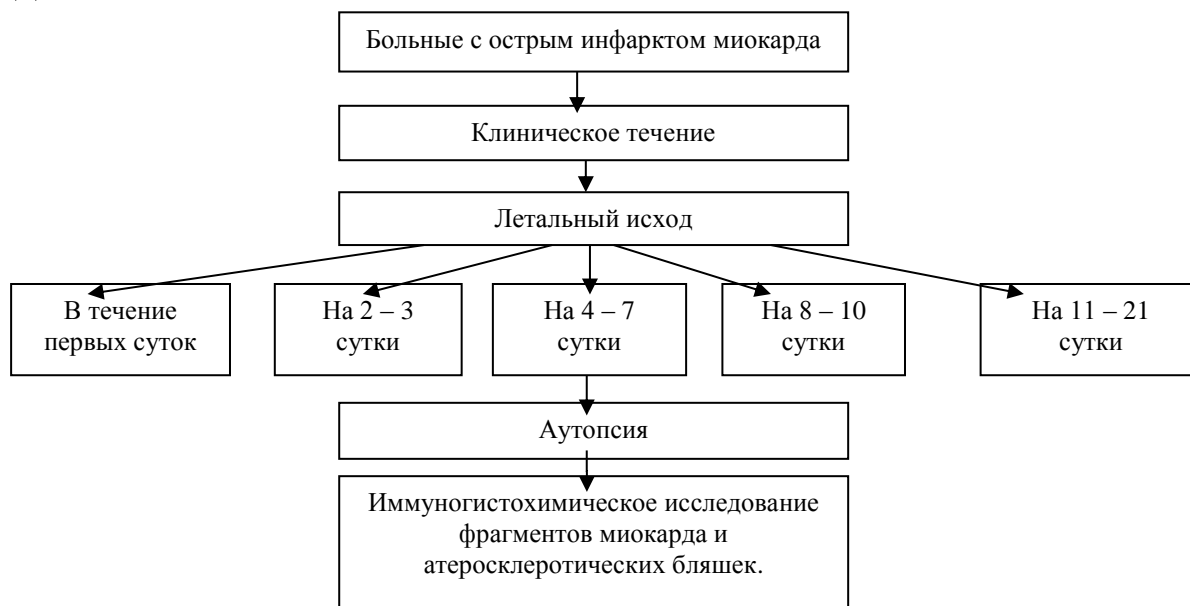 Больные с острым инфарктом миокарда
Клиническое течение
Летальный исход
В течение
первых суток
На 2 – 3
сутки
На 4 – 7
сутки
На 8 – 10
сутки
На 11 – 21
сутки
Аутопсия
Иммуногистохимическое исследование
фрагментов миокарда и
атеросклеротических бляшек.